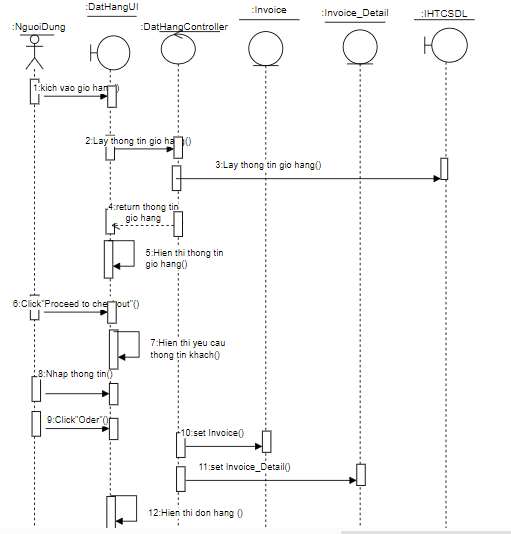 :NguoiDung
:DatHangUI
:DatHangController
:Invoice
:Invoice_Detail
:IHTCSDL
1:kich vao gio hang()
2:Lay thong tin gio hang()
3:Lay thong tin gio hang()
4:return thong tin
gio hang
5:Hien thi thong tin
gio hang()
6:Click"Proceed to checkout"()
7:Hien thi yeu cau
thong tin khach()
8:Nhap thong tin()
9:Click"Oder"()
10:set Invoice()
11:set Invoice_Detail()
12:Hien thi don hang ()